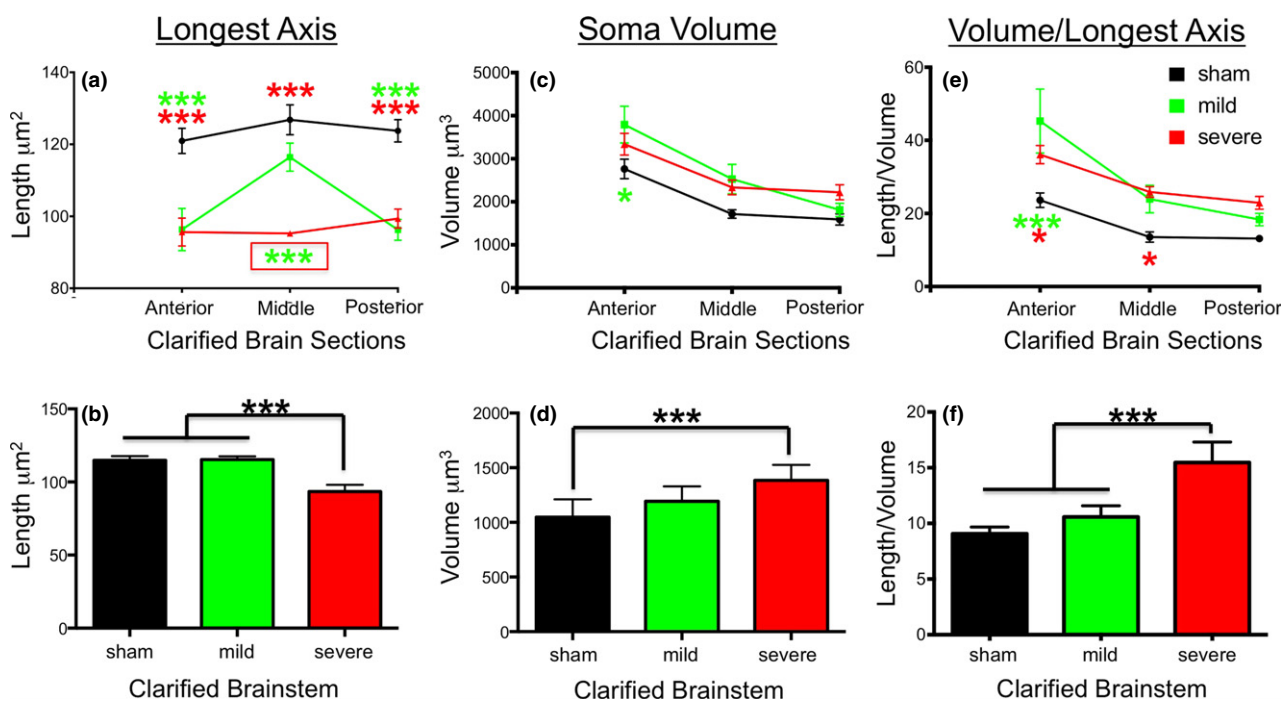 Longest Axis
(a)
Length μm²
140
120
100
80
***
***
***
***
***
***
Anterior Middle Posterior
Clarified Brain Sections
Soma Volume
(c)
Volume μm³
5000
4000
3000
2000
1000
0
*
Anterior Middle Posterior
Clarified Brain Sections
Volume/Longest Axis
(e)
Length/Volume
60
40
20
0
sham
mild
severe
***
*
*
Anterior Middle Posterior
Clarified Brain Sections
(b)
Length μm²
150
100
50
0
***
sham mild severe
Clarified Brainstem
(d)
Volume μm³
2000
1500
1000
500
0
***
sham mild severe
Clarified Brainstem
(f)
Length/Volume
20
15
10
5
0
***
sham mild severe
Clarified Brainstem